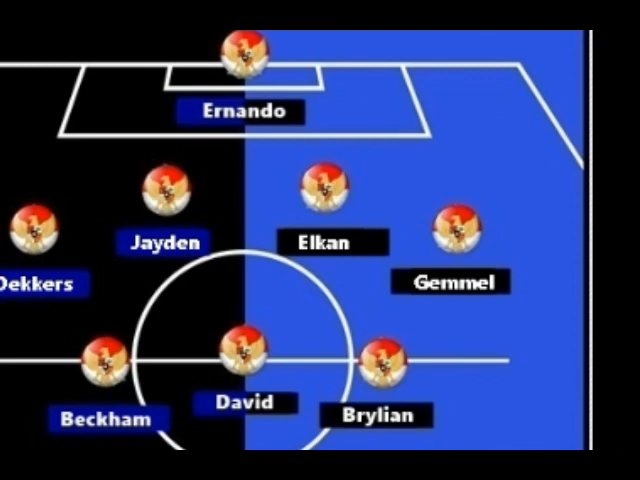 Ernando
Jayden
Elkan
Dekkers
Gemmel
Beckham
David
Brylian